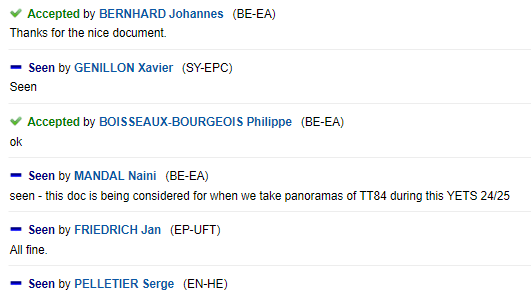 Accepted by BERNHARD Johannes (BE-EA)
Thanks for the nice document.
Seen by GENILLON Xavier (SY-EPC)
Seen
Accepted by BOISSEAUX-BOURGEOIS Philippe (BE-EA)
ok
Seen by MANDAL Naini (BE-EA)
seen - this doc is being considered for when we take panoramas of TT84 during this YETS 24/25
Seen by FRIEDRICH Jan (EP-UFT)
All fine.
Seen by PELLETIER Serge (EN-HE)